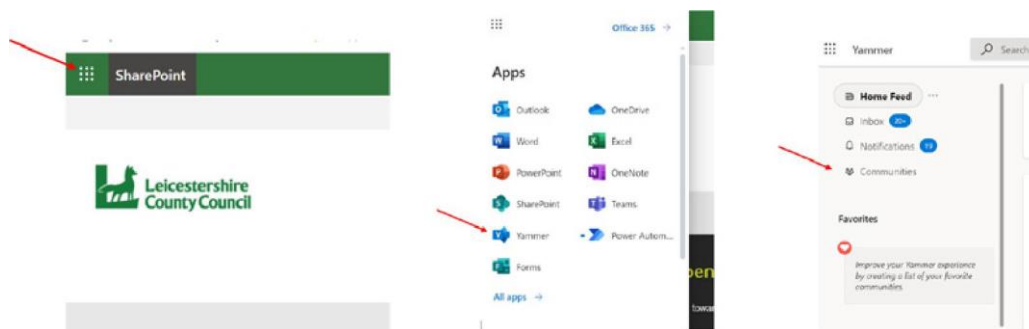 SharePoint
Leicestershire
County Council
Office 365 →
Apps
Outlook
OneDrive
Word
Excel
PowerPoint
OneNote
SharePoint
Teams
Yammer
Power Autom...
Forms
All apps →
Yammer
Search
Home Feed ...
Inbox 20+
Notifications 19
Communities
Favorites
Improve your Yammer experience
by creating a list of your favorite
communities